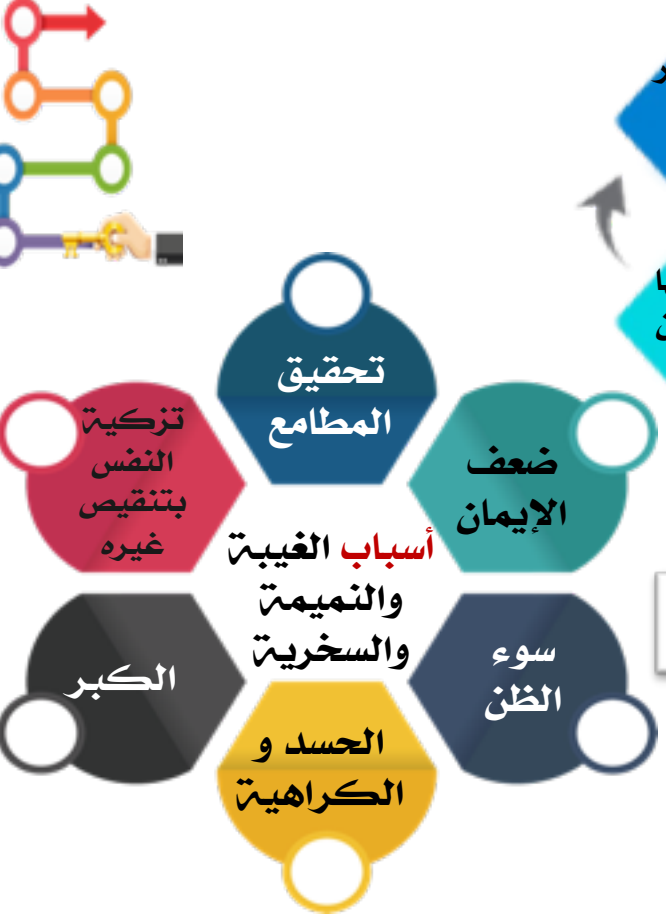 تحقيق
المطامع
ضعف
الإيمان
تزكية
النفس
بتنقيص
غيره
أسباب الغيبة
والنميمة
والسخرية
سوء
الظن
الكبر
الحسد و
الكراهية